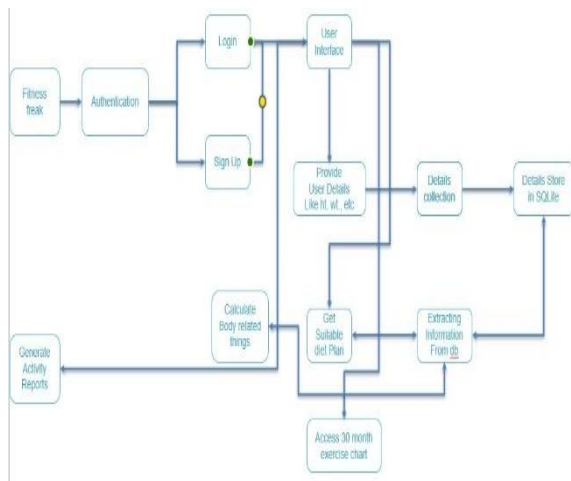 Login
User
Interface
Fitness
freak
Authentication
Sign Up
Provide
User Details
Like ht, wt., etc
Details
collection
Details Store
in SQLite
Calculate
Body related
things
Get
Suitable
diet Plan
Extracting
Information
From db
Generate
Activity
Reports
Access 30 month
exercise chart